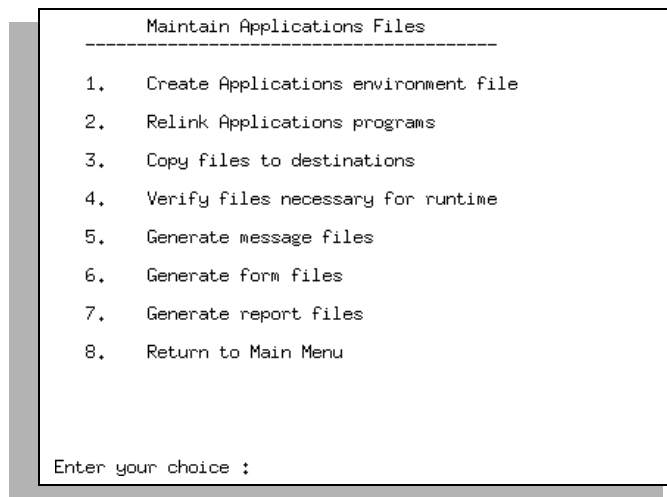 Maintain Applications Files
----------------------------------------
1. Create Applications environment file
2. Relink Applications programs
3. Copy files to destinations
4. Verify files necessary for runtime
5. Generate message files
6. Generate form files
7. Generate report files
8. Return to Main Menu
Enter your choice :